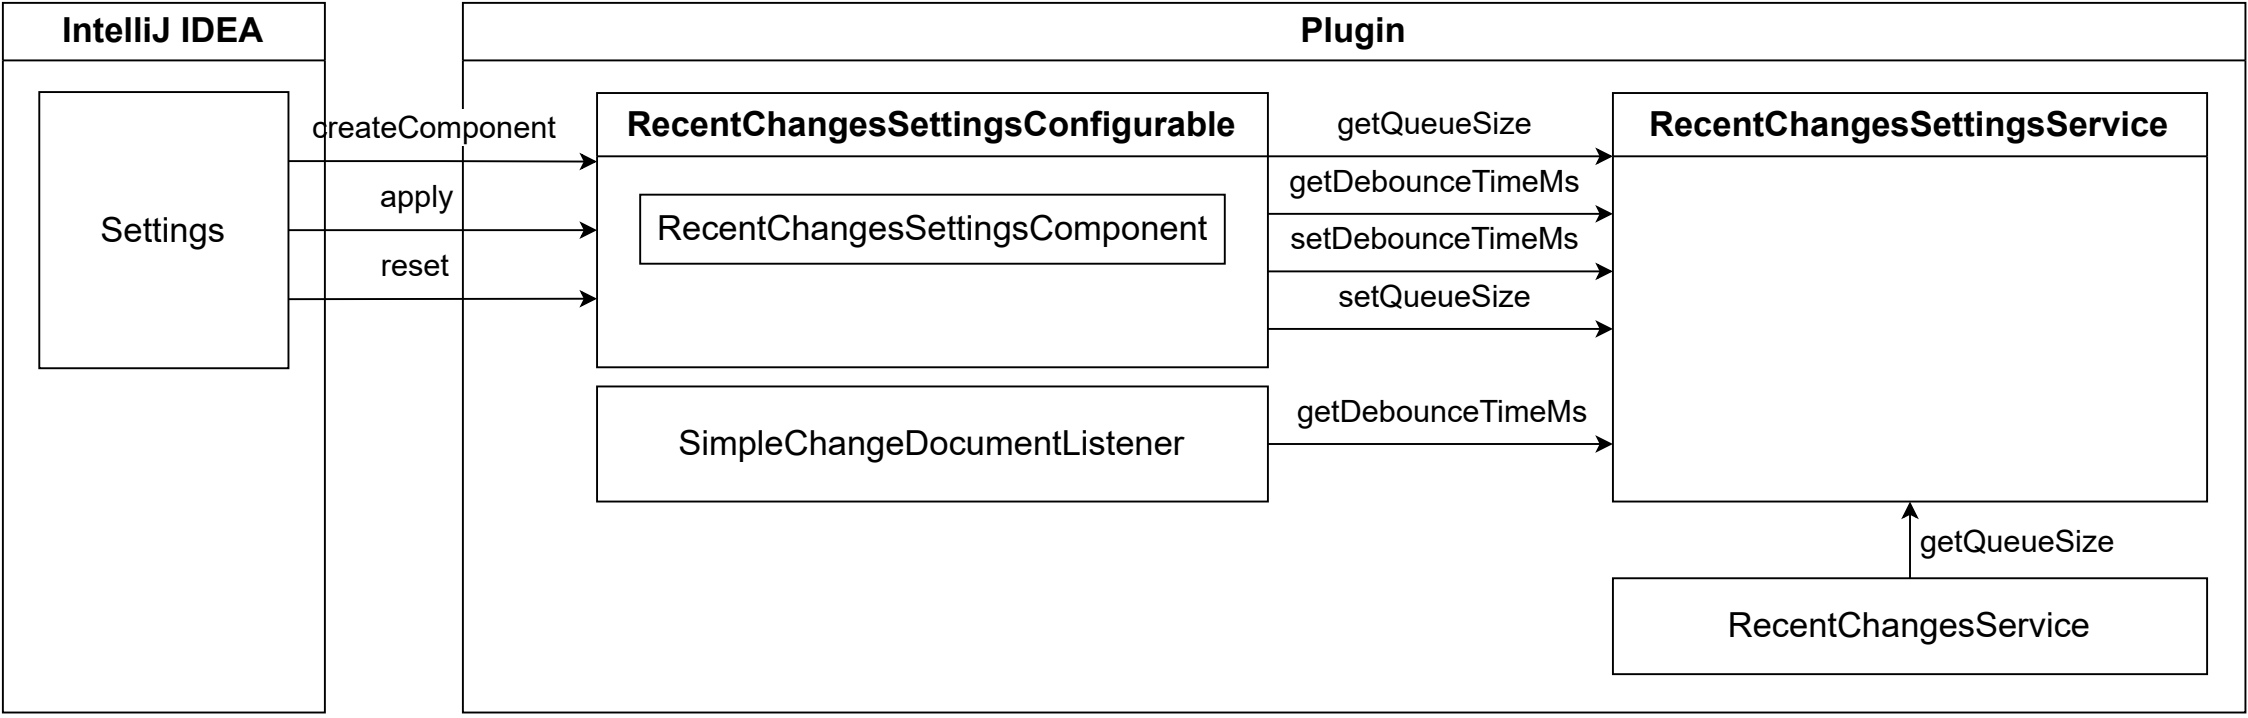 IntelliJ IDEA
Plugin
Settings
createComponent
apply
reset
RecentChangesSettingsConfigurable
RecentChangesSettingsComponent
getQueueSize
getDebounceTimeMs
setDebounceTimeMs
setQueueSize
RecentChangesSettingsService
SimpleChangeDocumentListener
getDebounceTimeMs
getQueueSize
RecentChangesService